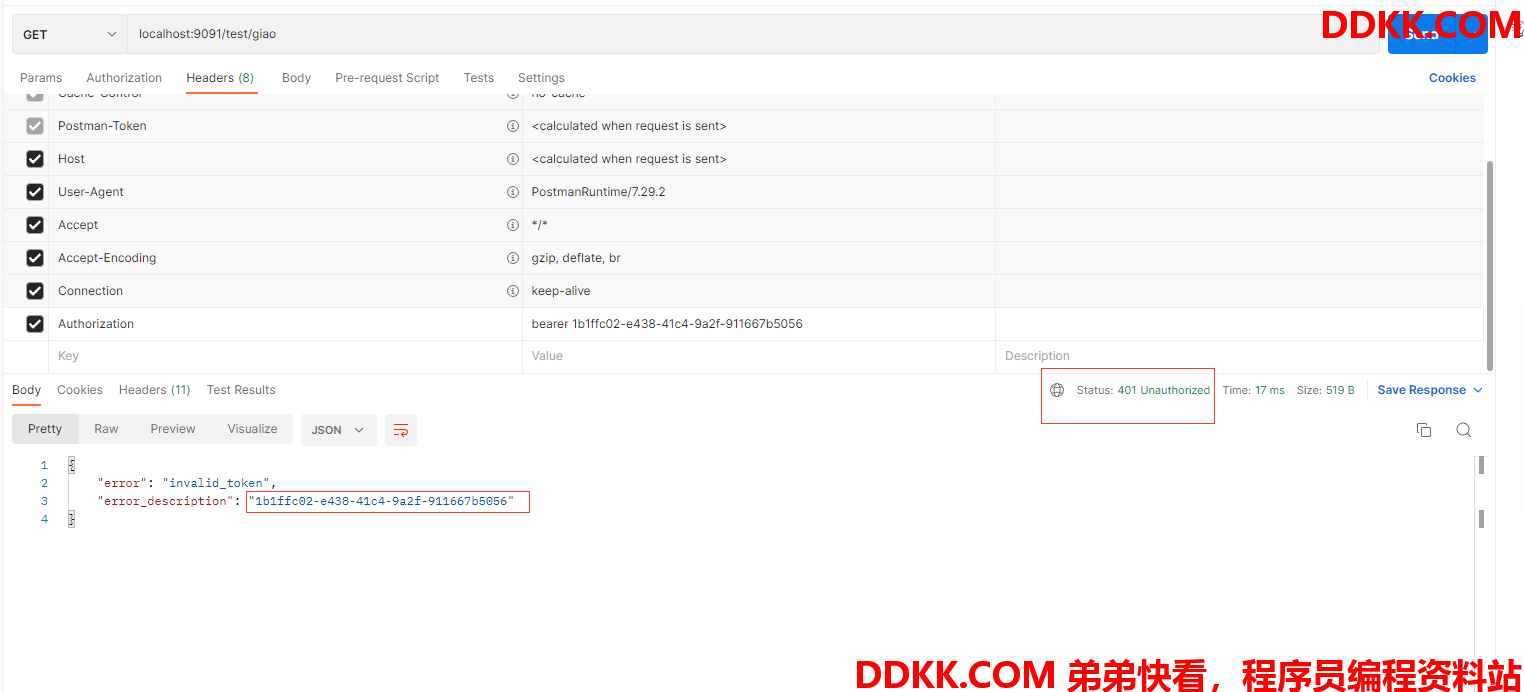 DDKK.COM
GET
localhost:9091/test/giao
Send
Params Authorization Headers (8) Body Pre-request Script Tests Settings Cookies
Cache-Control no-cache
Postman-Token <calculated when request is sent>
Host <calculated when request is sent>
User-Agent PostmanRuntime/7.29.2
Accept */*
Accept-Encoding gzip, deflate, br
Connection keep-alive
Authorization bearer 1b1ffc02-e438-41c4-9a2f-911667b5056
Key Value Description
Body Cookies Headers (11) Test Results Status: 401 Unauthorized Time: 17 ms Size: 519 B Save Response
Pretty Raw Preview Visualize JSON
1 {
2 "error": "invalid_token",
3 "error_description": "1b1ffc02-e438-41c4-9a2f-911667b5056"
4 }
DDKK.COM 弟弟快看，程序员编程资料站